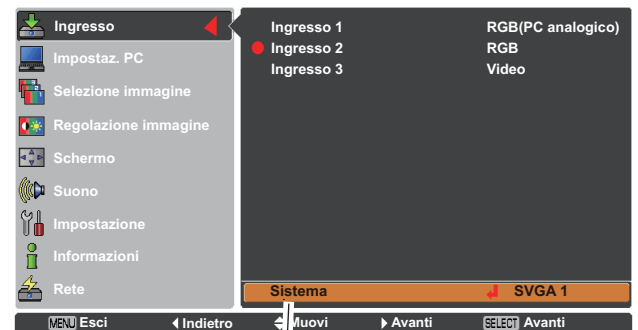 Ingresso
Impostaz. PC
Selezione immagine
Regolazione immagine
Schermo
Suono
Impostazione
Informazioni
Rete
Ingresso 1 RGB(PC analogico)
Ingresso 2 RGB
Ingresso 3 Video
Sistema SVGA 1
MENU Esci Indietro Muovi Avanti SELECT Avanti